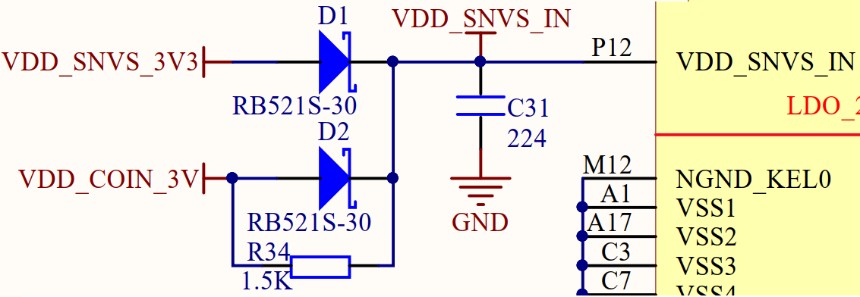 D1
VDD_SNVS_IN
VDD_SNVS_3V3
P12
VDD_SNVS_IN
RB521S-30
C31
LDO_2
D2
224
VDD_COIN_3V
M12
NGND_KEL0
A1
VSS1
RB521S-30
GND
A17
VSS2
R34
C3
VSS3
1.5K
C7
VSS4